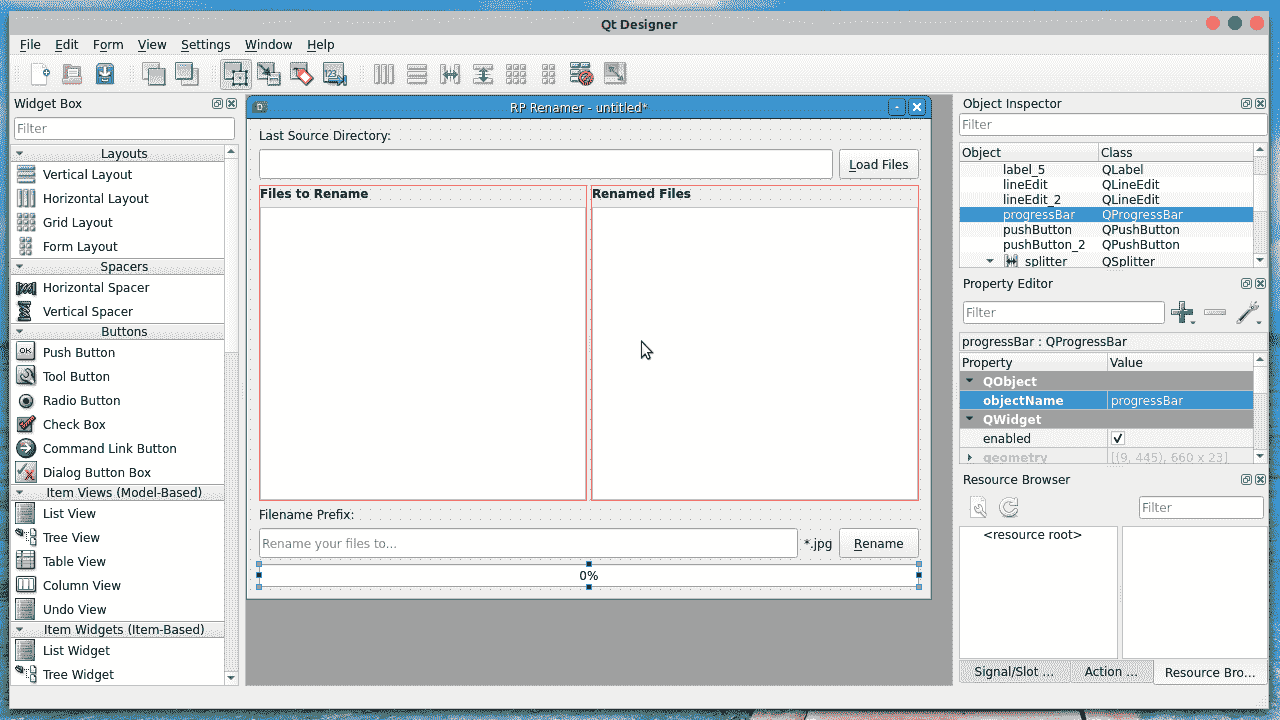 Qt Designer
File Edit Form View Settings Window Help
Widget Box
Filter
Layouts
Vertical Layout
Horizontal Layout
Grid Layout
Form Layout
Spacers
Horizontal Spacer
Vertical Spacer
Buttons
Push Button
Tool Button
Radio Button
Check Box
Command Link Button
Dialog Button Box
Item Views (Model-Based)
List View
Tree View
Table View
Column View
Undo View
Item Widgets (Item-Based)
List Widget
Tree Widget
RP Renamer - untitled*
Last Source Directory:
Load Files
Files to Rename Renamed Files
Filename Prefix:
Rename your files to... *.jpg Rename
0%
Object Inspector
Filter
Object Class
label_5 QLabel
lineEdit QLineEdit
lineEdit_2 QLineEdit
progressBar QProgressBar
pushButton QPushButton
pushButton_2 QPushButton
splitter QSplitter
Property Editor
Filter
progressBar : QProgressBar
Property Value
QObject
objectName progressBar
QWidget
enabled
geometry [(9, 445), 660 x 23]
Resource Browser
Filter
<resource root>
Signal/Slot ... Action ... Resource Bro...